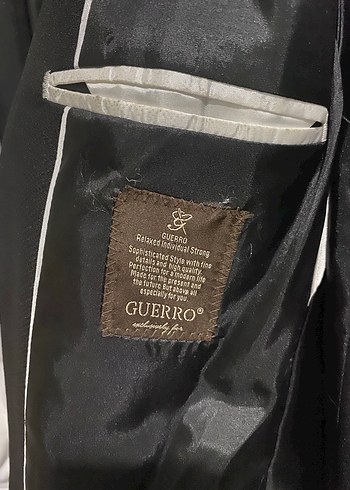 GUERRO
Relaxed Individual Strong
Sophisticated Style with fine
details and high quality.
Perfection for a modern life
Made for the present and
the future But above all
especially for you.
GUERRO®
exclusively for